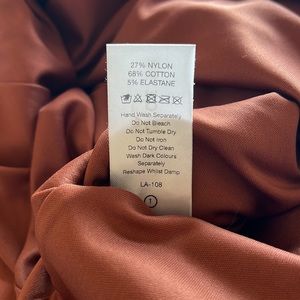 27% NYLON
68% COTTON
5% ELASTANE
Hand Wash Separately
Do Not Bleach
Do Not Tumble Dry
Do Not Iron
Do Not Dry Clean
Wash Dark Colours
Separately
Reshape Whilst Damp
LA-108
1